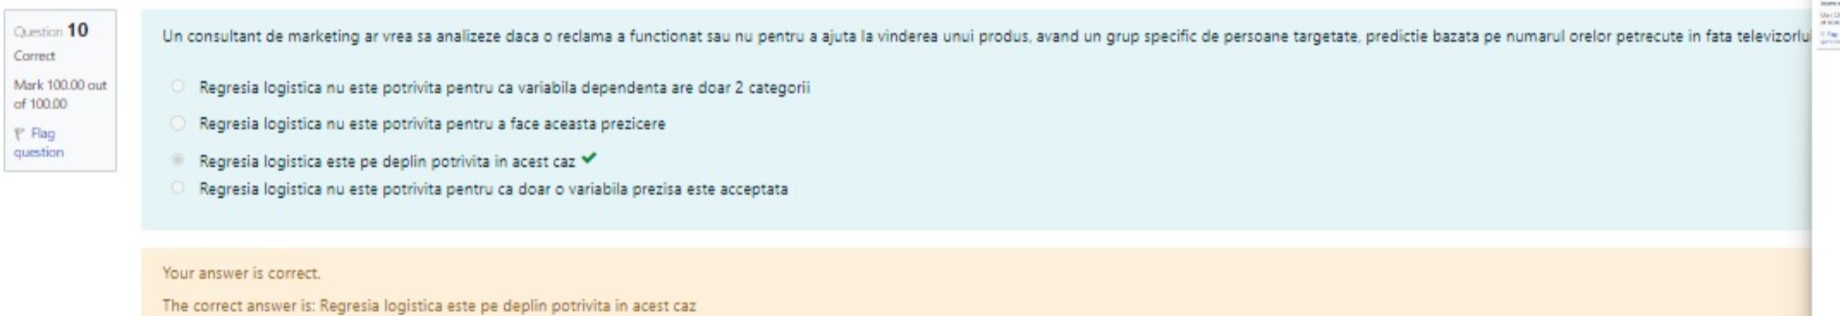 Question 10
Correct
Mark 100.00 out
of 100.00
Flag
question
Un consultant de marketing ar vrea sa analizeze daca o reclama a functionat sau nu pentru a ajuta la vinderea unui produs, avand un grup specific de persoane targetate, predictie bazata pe numarul orelor petrecute in fata televizorlui
Regresia logistica nu este potrivita pentru ca variabila dependenta are doar 2 categorii
Regresia logistica nu este potrivita pentru a face aceasta prezicere
Regresia logistica este pe deplin potrivita in acest caz
Regresia logistica nu este potrivita pentru ca doar o variabila prezisa este acceptata
Your answer is correct.
The correct answer is: Regresia logistica este pe deplin potrivita in acest caz